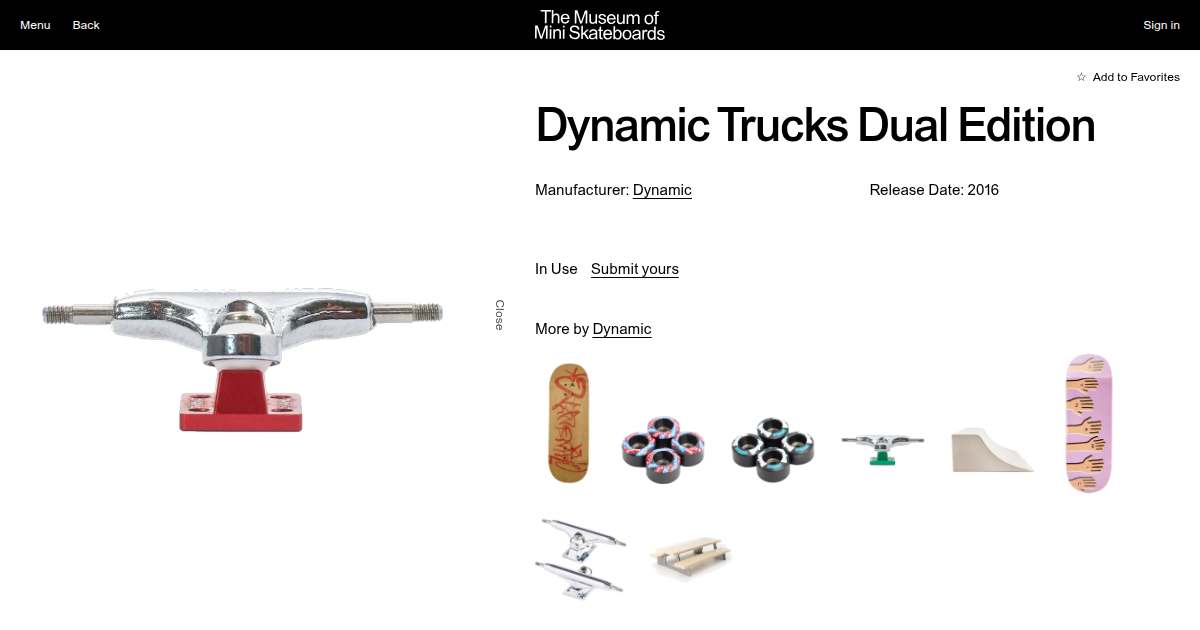 Menu Back
The Museum of
Mini Skateboards
Sign in
☆ Add to Favorites
Dynamic Trucks Dual Edition
Manufacturer: Dynamic
Release Date: 2016
In Use Submit yours
Close
More by Dynamic